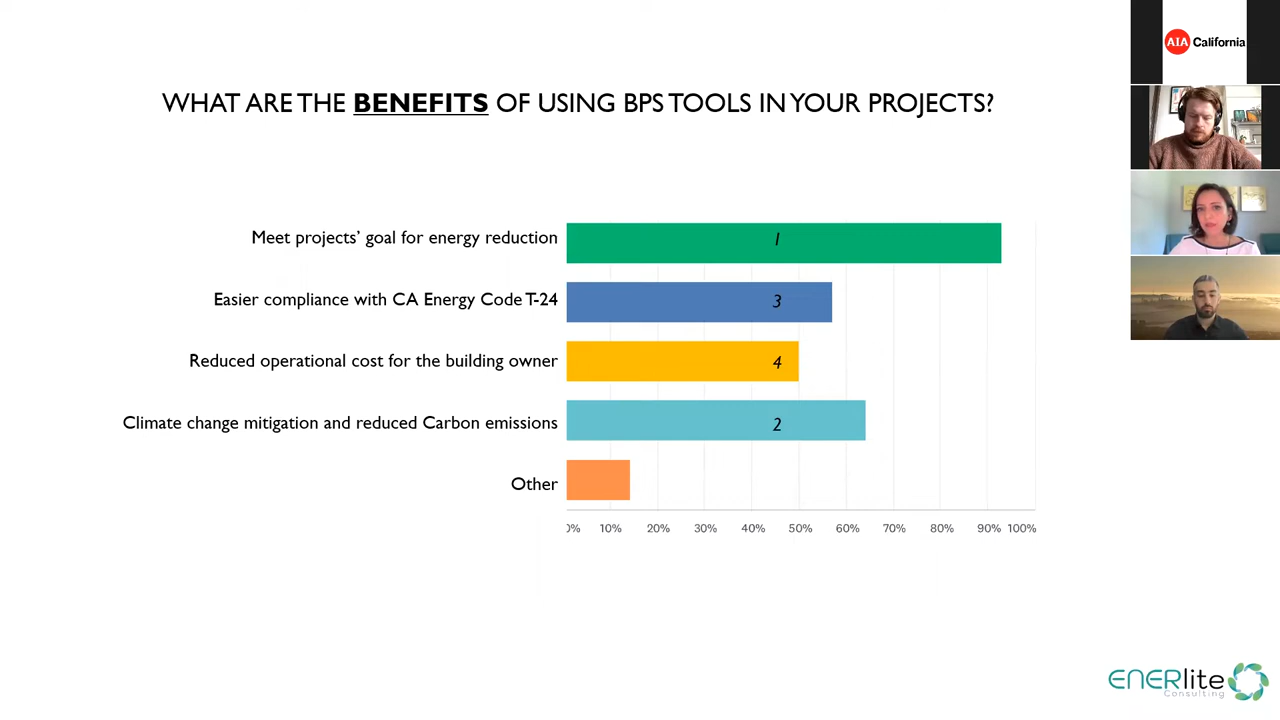 AIA California
WHAT ARE THE BENEFITS OF USING BPS TOOLS IN YOUR PROJECTS?
Meet projects’ goal for energy reduction
1
Easier compliance with CA Energy Code T-24
3
Reduced operational cost for the building owner
4
Climate change mitigation and reduced Carbon emissions
2
Other
0% 10% 20% 30% 40% 50% 60% 70% 80% 90% 100%
ENERlite
Consulting